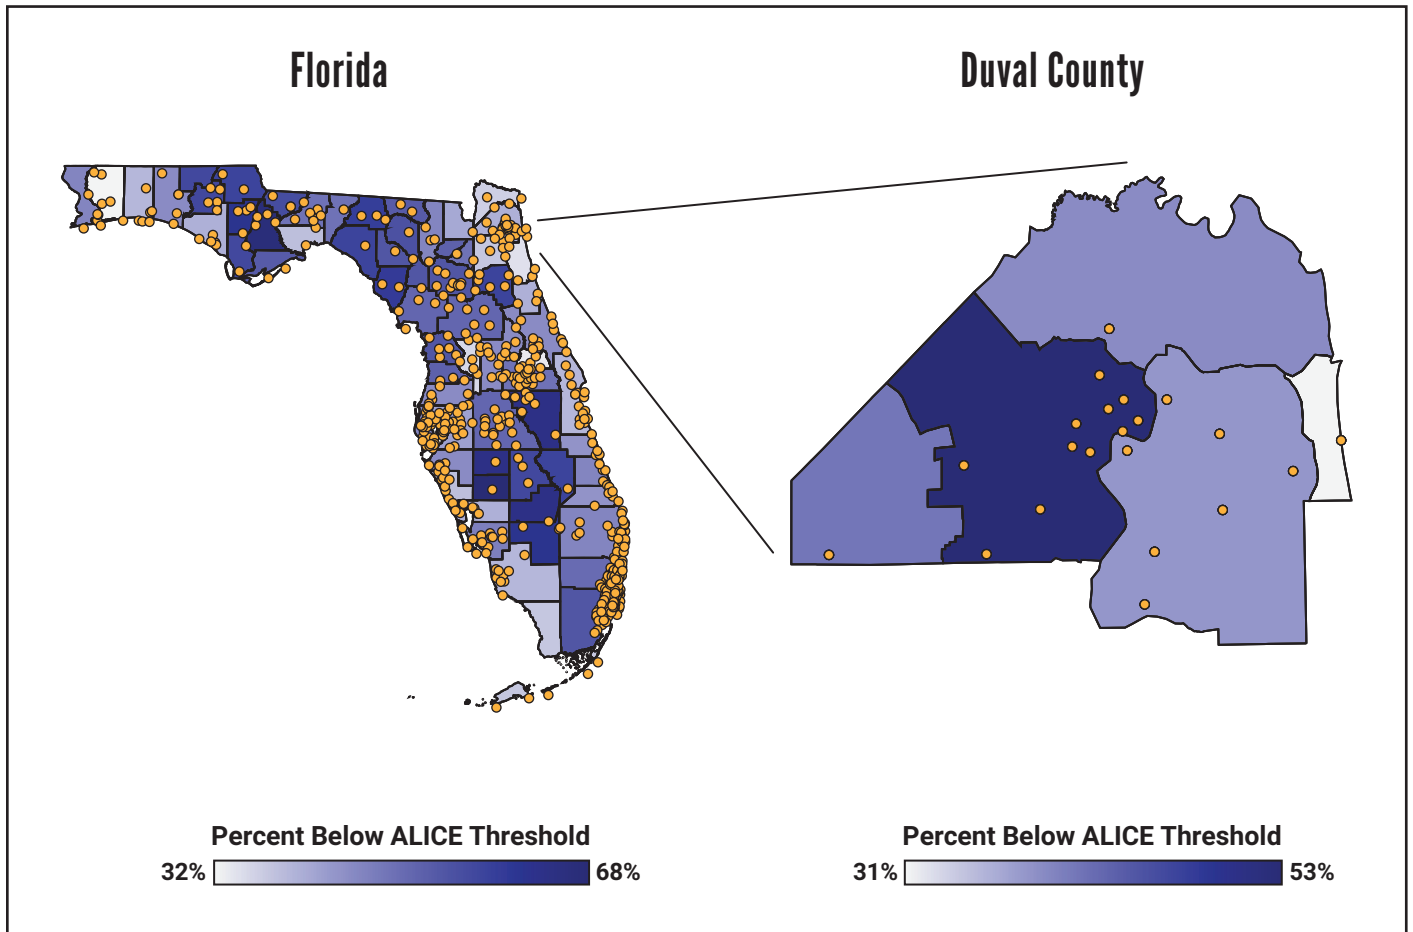 Florida
Duval County
Percent Below ALICE Threshold
32% 68%
Percent Below ALICE Threshold
31% 53%